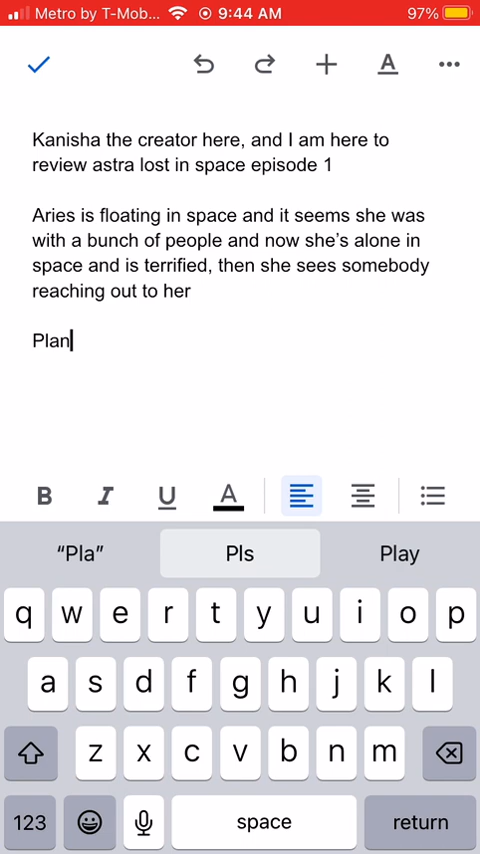 Metro by T-Mob... 9:44 AM 97%
A
Kanisha the creator here, and I am here to
review astra lost in space episode 1
Aries is floating in space and it seems she was
with a bunch of people and now she’s alone in
space and is terrified, then she sees somebody
reaching out to her
Plan
B I U A
“Pla” Pls Play
q w e r t y u i o p
a s d f g h j k l
z x c v b n m
123 space return